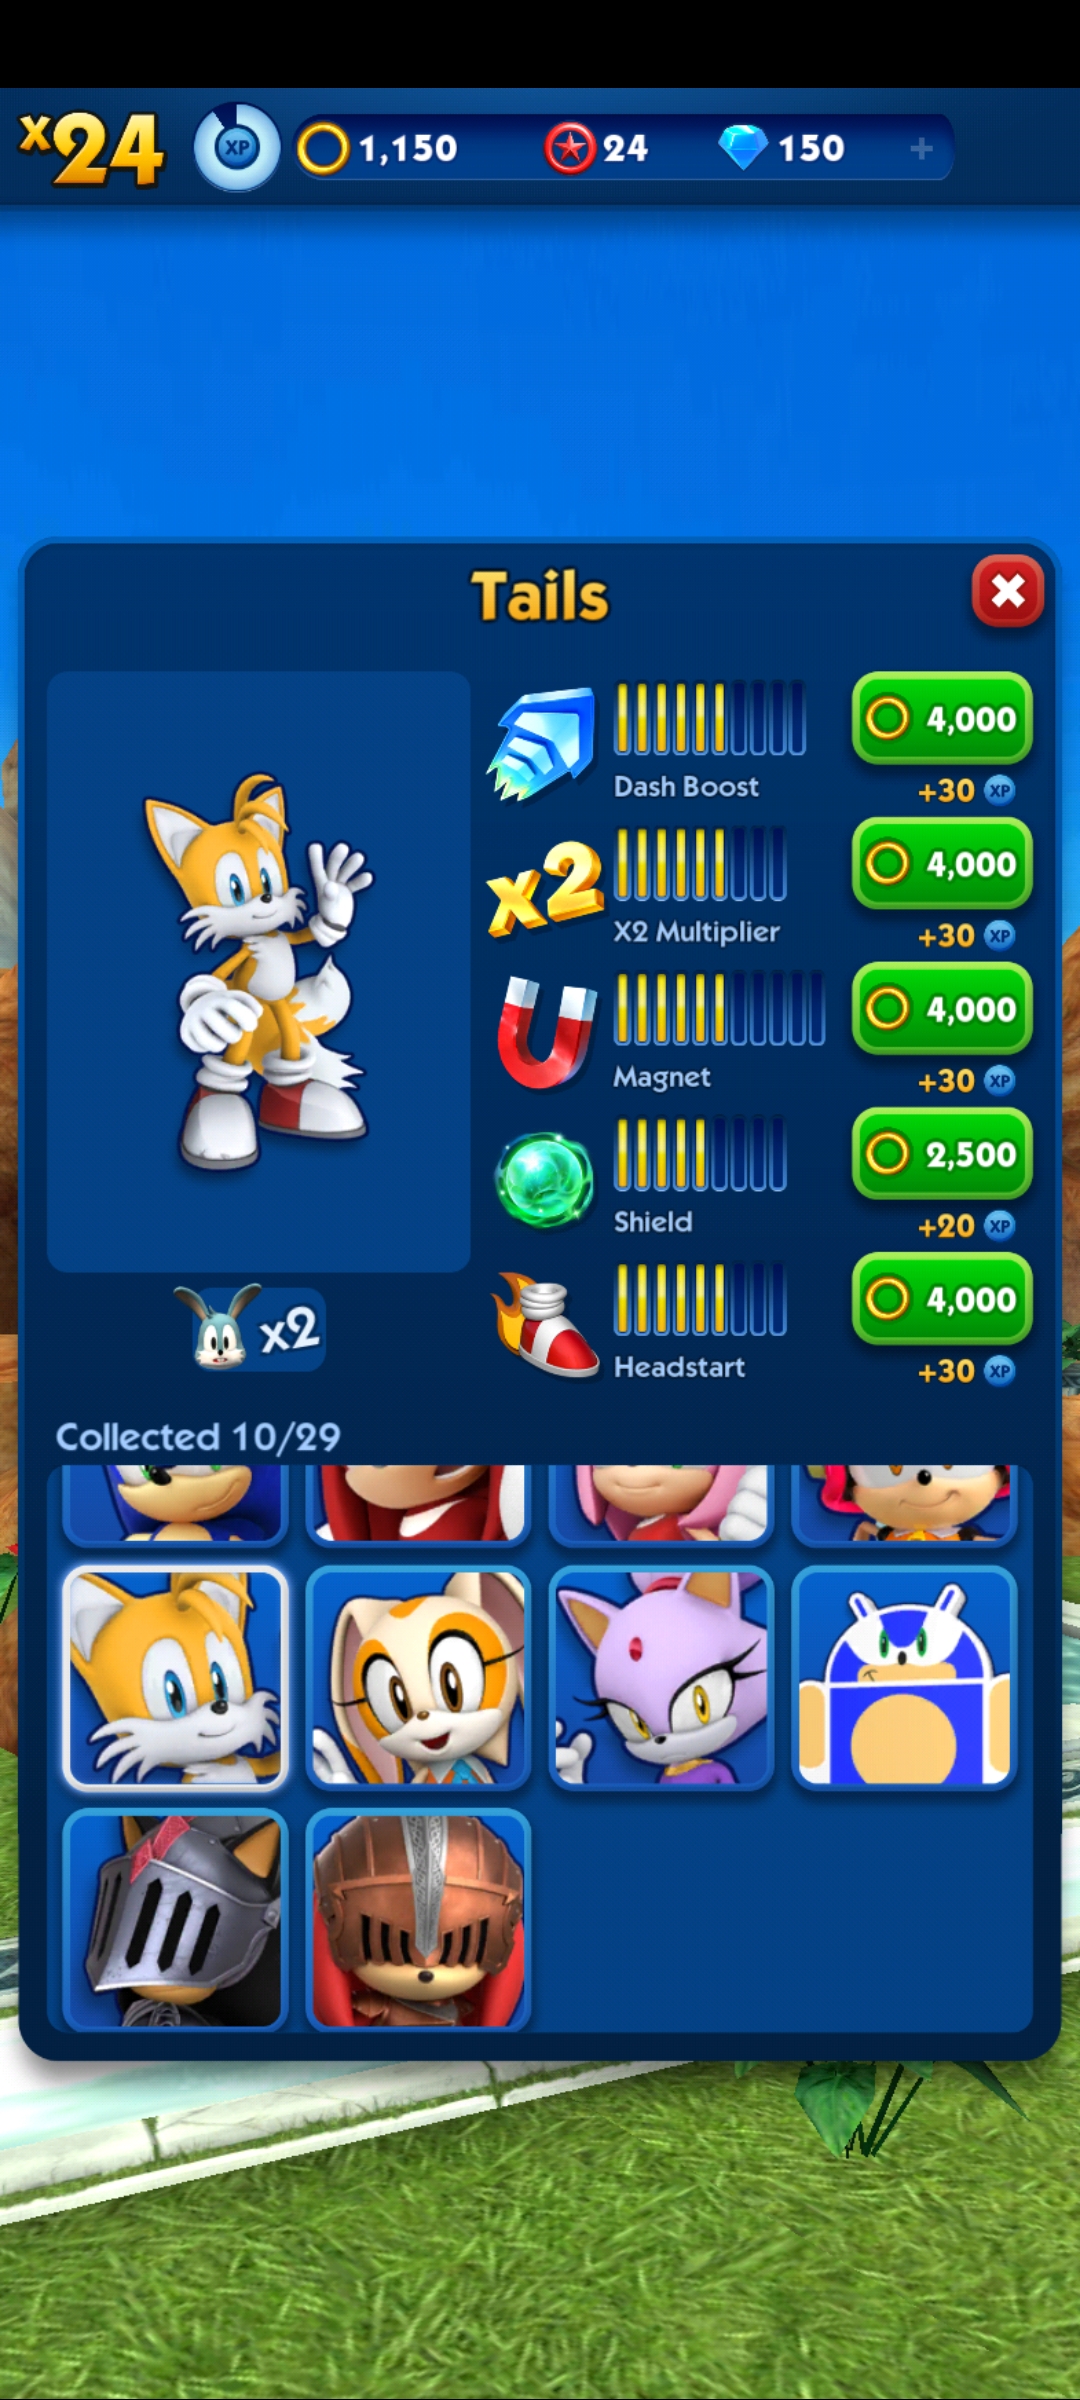 x24 XP 1,150 24 150 +
Tails
4,000
Dash Boost
+30 XP
x2
4,000
X2 Multiplier
+30 XP
4,000
Magnet
+30 XP
2,500
Shield
+20 XP
4,000
x2
Headstart
+30 XP
Collected 10/29